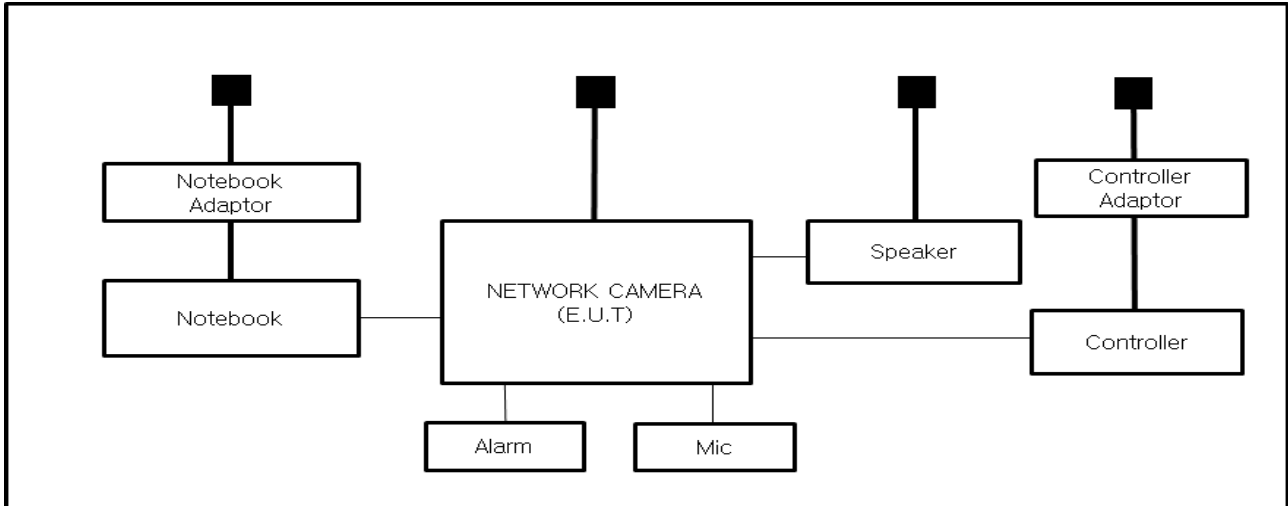 Notebook
Adaptor
Controller
Adaptor
Speaker
NETWORK CAMERA
(E.U.T)
Notebook
Controller
Alarm
Mic